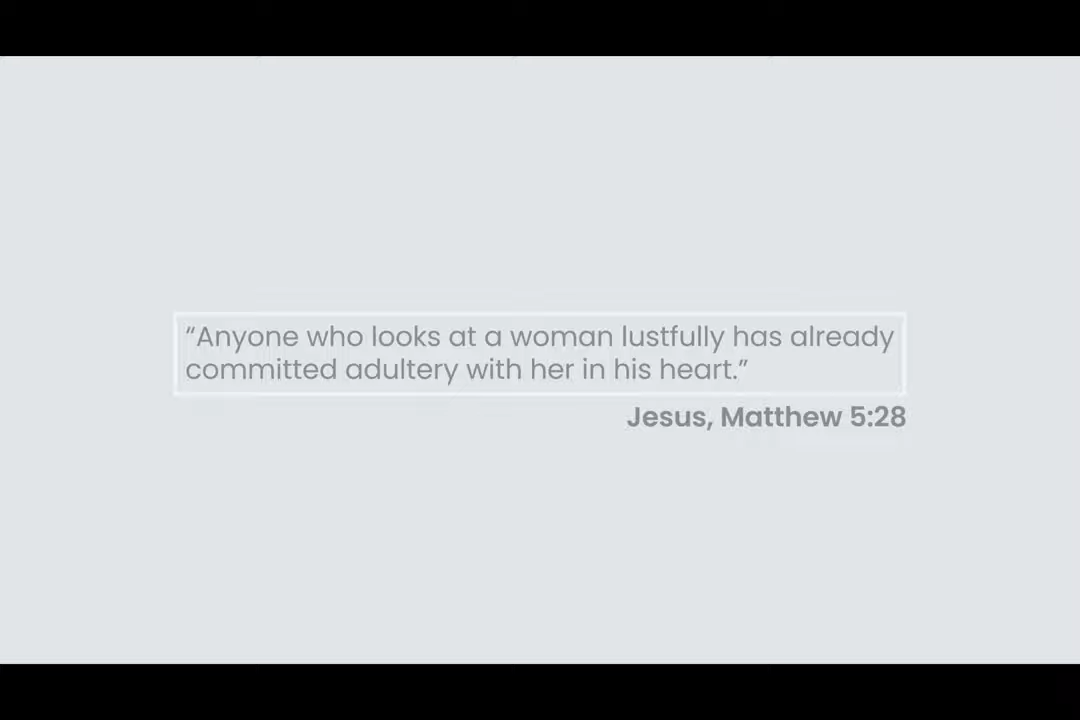 “Anyone who looks at a woman lustfully has already
committed adultery with her in his heart.”
Jesus, Matthew 5:28